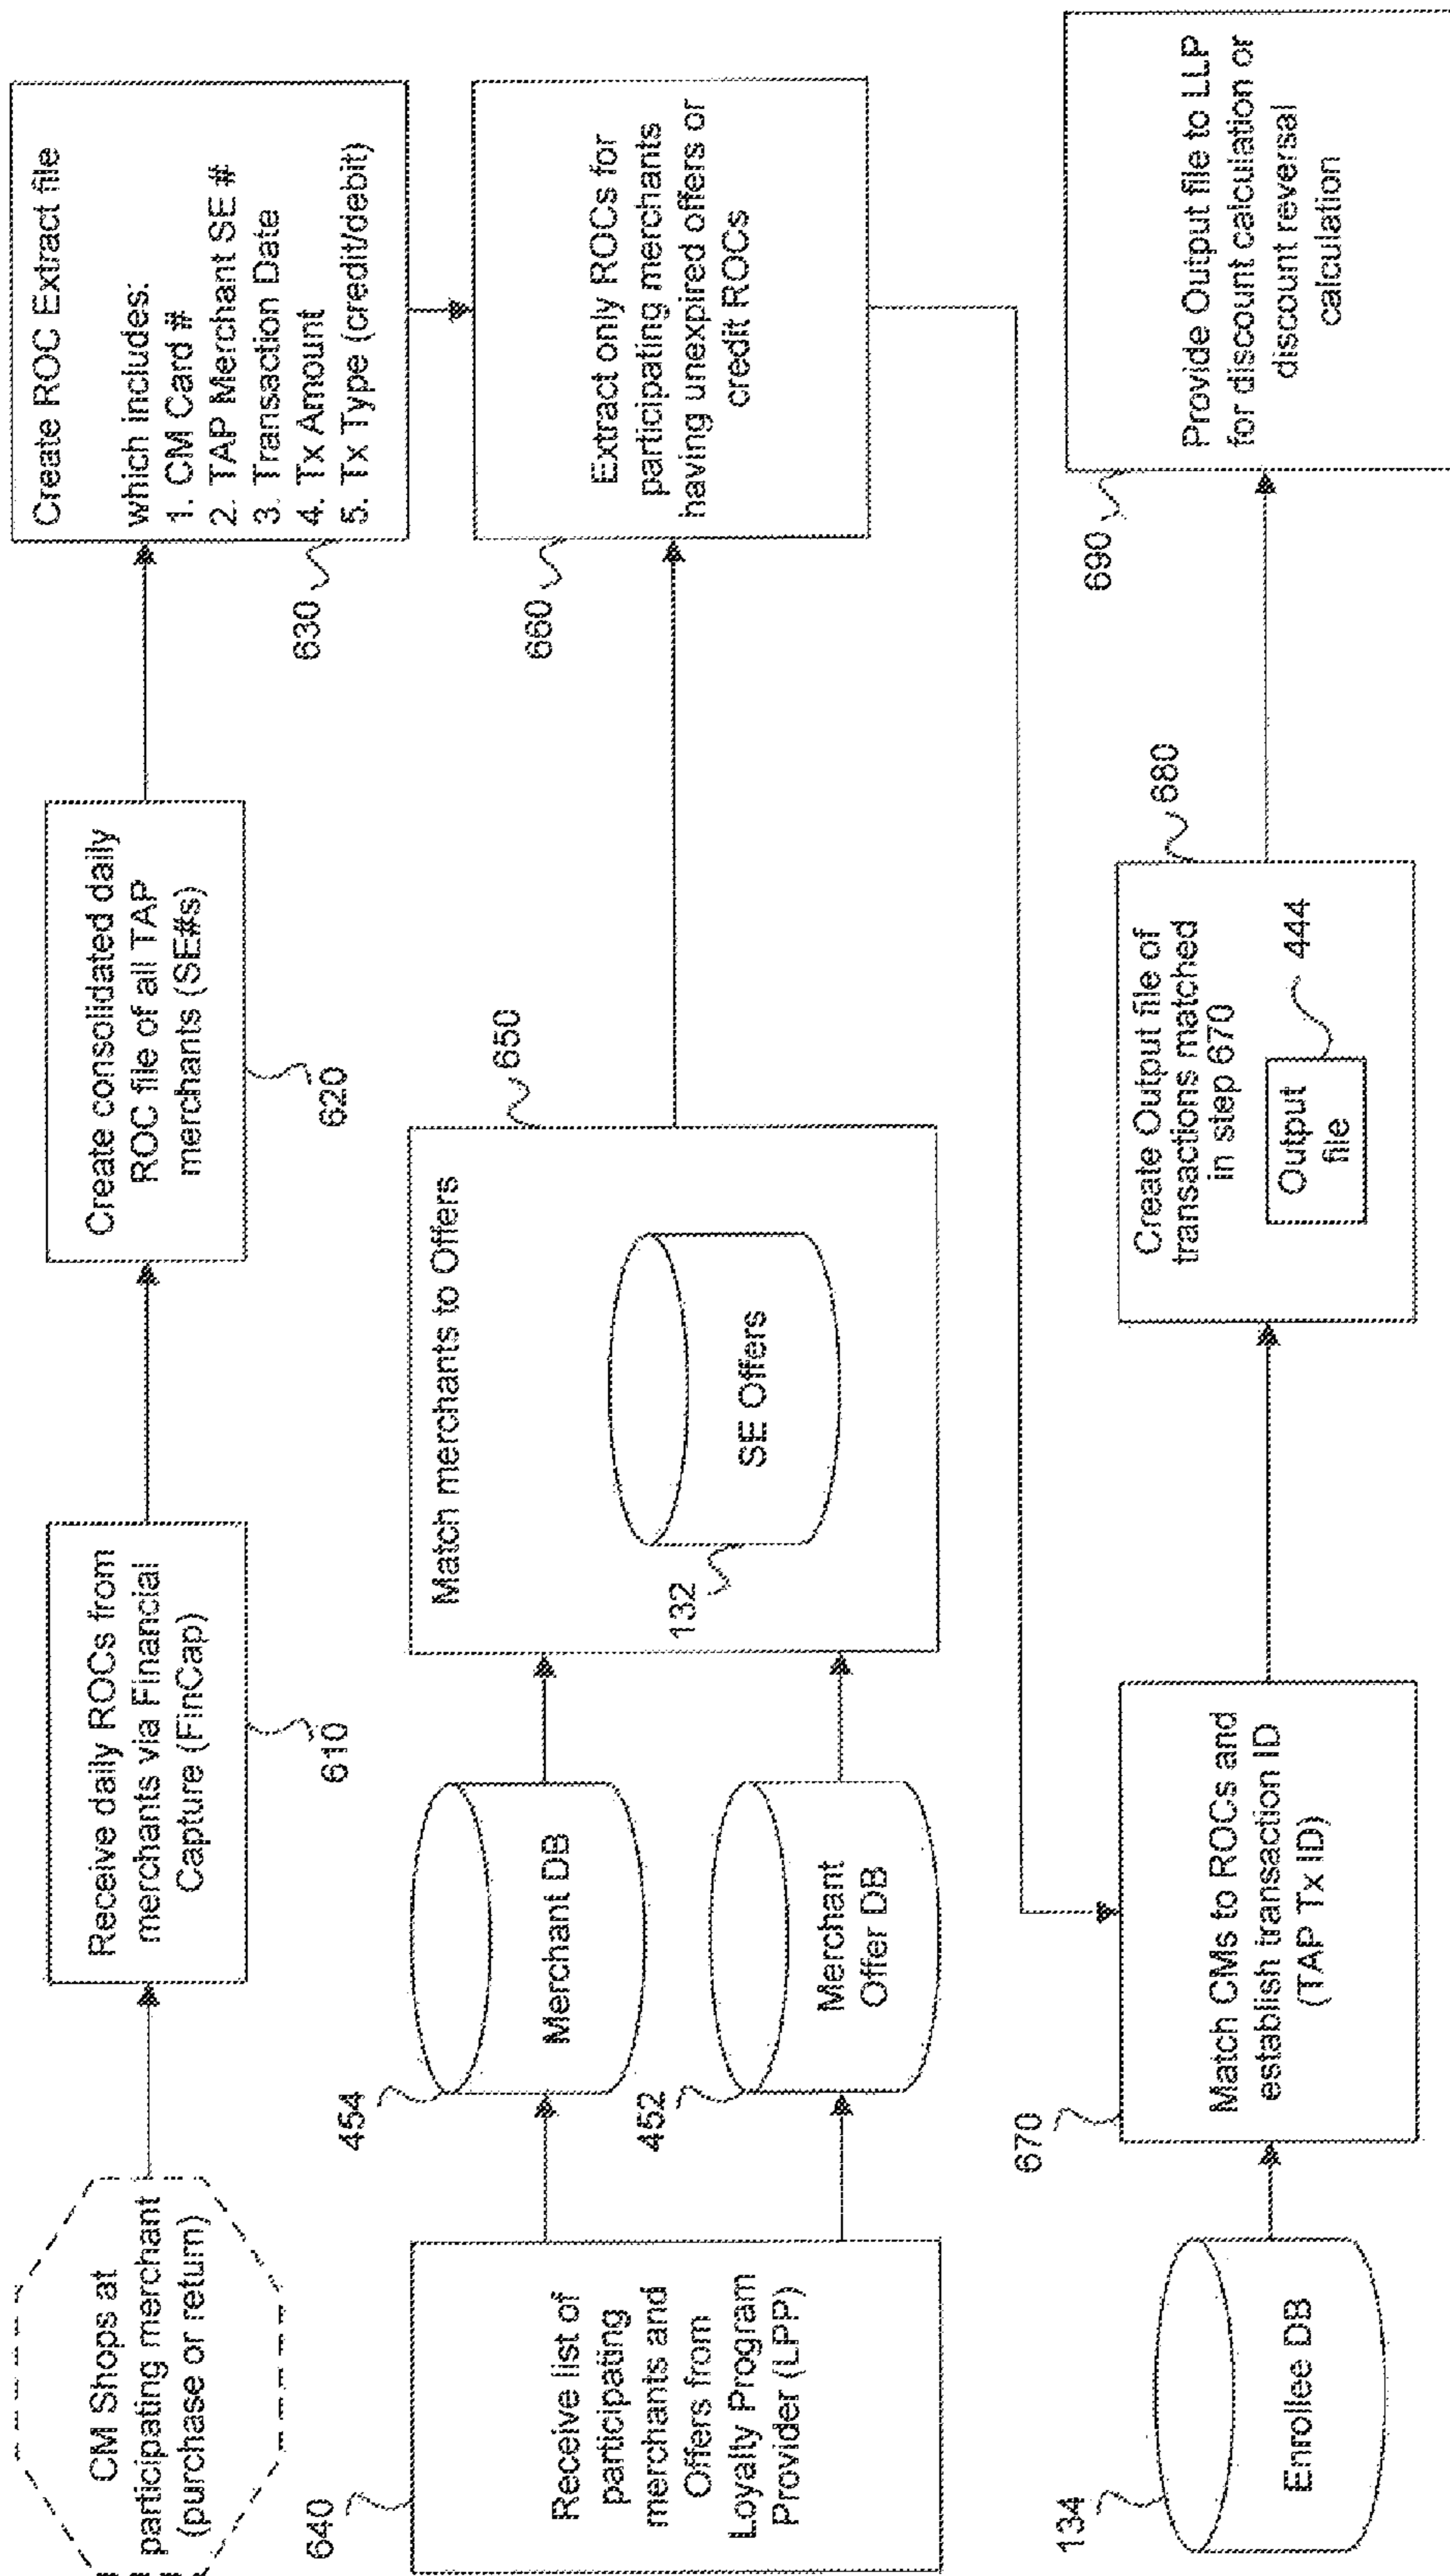 CM Shops at
participating merchant
(purchase or return)
Receive daily ROCs from
merchants via Financial
Capture (FinCap)
610
Create consolidated daily
ROC file of all TAP
merchants (SE#s)
620
Create ROC Extract file
which includes:
1. CM Card #
2. TAP Merchant SE #
3. Transaction Date
4. Tx Amount
5. Tx Type (credit/debit)
630
640
Receive list of
participating
merchants and
Offers from
Loyalty Program
Provider (LPP)
454
Merchant DB
452
Merchant
Offer DB
650
Match merchants to Offers
132
SE Offers
660
Extract only ROCs for
participating merchants
having unexpired offers or
credit ROCs
134
Enrollee DB
670
Match CMs to ROCs and
establish transaction ID
(TAP Tx ID)
680
Create Output file of
transactions matched
in step 670
444
Output
file
690
Provide Output file to LLP
for discount calculation or
discount reversal
calculation